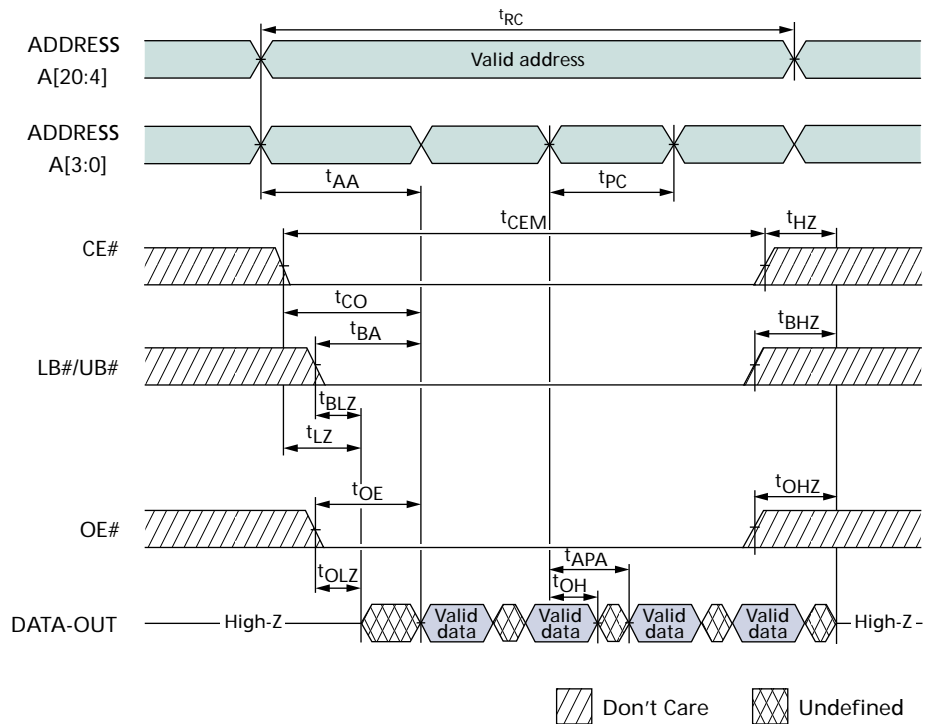 tRC
ADDRESS
A[20:4]
Valid address
ADDRESS
A[3:0]
tAA
tPC
CE#
tCEM
tHZ
tCO
LB#/UB#
tBA
tBHZ
tBLZ
tLZ
OE#
tOE
tOHZ
tOLZ
tAPA
tOH
DATA-OUT
High-Z
Valid
data
Valid
data
Valid
data
Valid
data
High-Z
Don't Care
Undefined